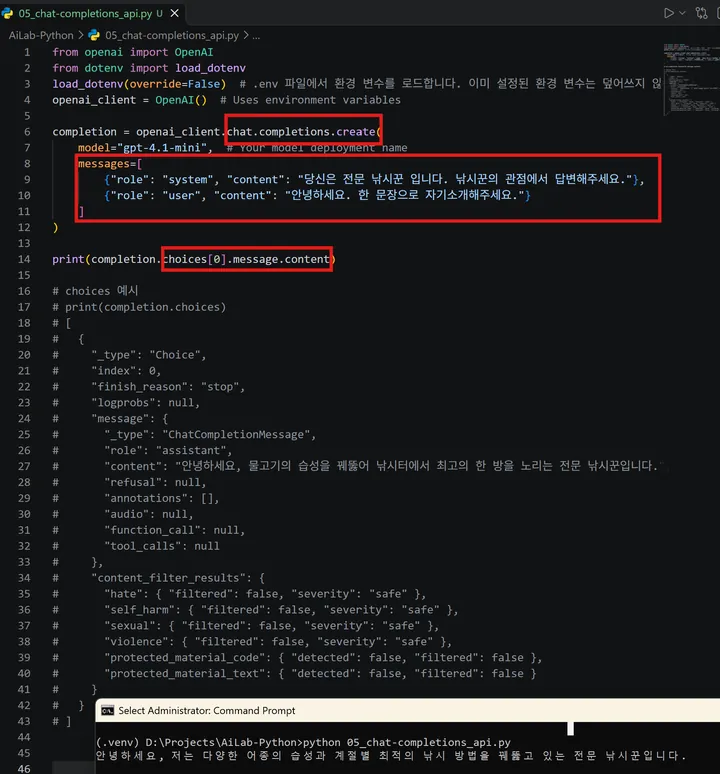 05_chat-completions_api.py U
AiLab-Python > 05_chat-completions_api.py > ...
1 from openai import OpenAI
2 from dotenv import load_dotenv
3 load_dotenv(override=False) # .env 파일에서 환경 변수를 로드합니다. 이미 설정된 환경 변수는 덮어쓰지 않
4 openai_client = OpenAI() # Uses environment variables
5
6 completion = openai_client.chat.completions.create(
7 model="gpt-4.1-mini", # Your model deployment name
8 messages=[
9 {"role": "system", "content": "당신은 전문 낚시꾼 입니다. 낚시꾼의 관점에서 답변해주세요."},
10 {"role": "user", "content": "안녕하세요. 한 문장으로 자기소개해주세요."}
11 ]
12 )
13
14 print(completion.choices[0].message.content)
15
16 # choices 예시
17 # print(completion.choices)
18 # [
19 # {
20 # "_type": "Choice",
21 # "index": 0,
22 # "finish_reason": "stop",
23 # "logprobs": null,
24 # "message": {
25 # "_type": "ChatCompletionMessage",
26 # "role": "assistant",
27 # "content": "안녕하세요, 물고기의 습성을 꿰뚫어 낚시터에서 최고의 한 방을 노리는 전문 낚시꾼입니다."
28 # "refusal": null,
29 # "annotations": [],
30 # "audio": null,
31 # "function_call": null,
32 # "tool_calls": null
33 # },
34 # "content_filter_results": {
35 # "hate": { "filtered": false, "severity": "safe" },
36 # "self_harm": { "filtered": false, "severity": "safe" },
37 # "sexual": { "filtered": false, "severity": "safe" },
38 # "violence": { "filtered": false, "severity": "safe" },
39 # "protected_material_code": { "detected": false, "filtered": false },
40 # "protected_material_text": { "detected": false, "filtered": false }
41 # }
42 # }
43 # ]
44
45
46
Select Administrator: Command Prompt
(.venv) D:\Projects\AiLab-Python>python 05_chat-completions_api.py
안녕하세요, 저는 다양한 어종의 습성과 계절별 최적의 낚시 방법을 꿰뚫고 있는 전문 낚시꾼입니다.